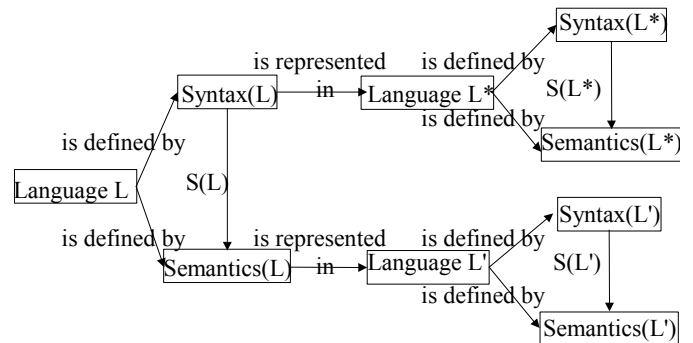 Syntax(L*)
is represented
is defined by
Syntax(L)
in
Language L*
S(L*)
is defined by
is defined by
Semantics(L*)
S(L)
Language L
Syntax(L')
is defined by
is represented
is defined by
Semantics(L)
in
Language L'
S(L')
is defined by
Semantics(L')